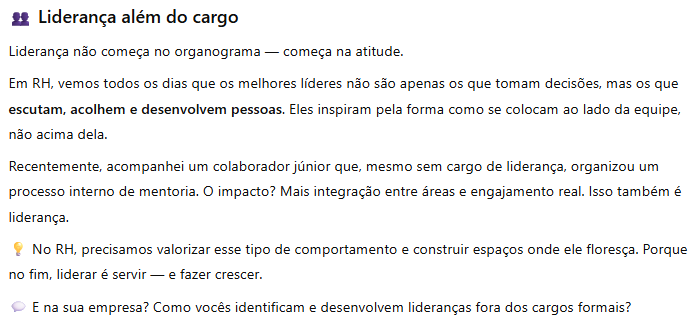 👥 Liderança além do cargo
Liderança não começa no organograma — começa na atitude.
Em RH, vemos todos os dias que os melhores líderes não são apenas os que tomam decisões, mas os que
escutam, acolhem e desenvolvem pessoas. Eles inspiram pela forma como se colocam ao lado da equipe,
não acima dela.
Recentemente, acompanhei um colaborador júnior que, mesmo sem cargo de liderança, organizou um
processo interno de mentoria. O impacto? Mais integração entre áreas e engajamento real. Isso também é
liderança.
💡 No RH, precisamos valorizar esse tipo de comportamento e construir espaços onde ele floresça. Porque
no fim, liderar é servir — e fazer crescer.
💬 E na sua empresa? Como vocês identificam e desenvolvem lideranças fora dos cargos formais?